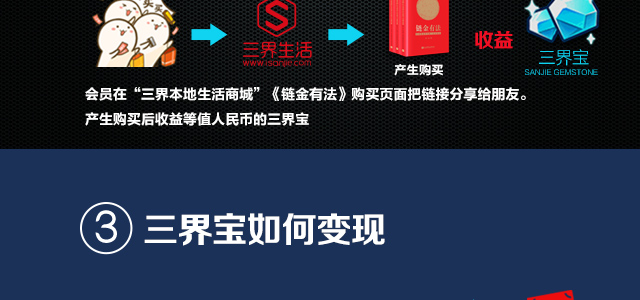 三界生活
www.isanjie.com
链金有法
产生购买
收益
三界宝
SANJIE GEMSTONE
会员在“三界本地生活商城”《链金有法》购买页面把链接分享给朋友。
产生购买后收益等值人民币的三界宝
③ 三界宝如何变现